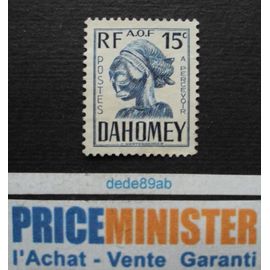 RF A.O.F 15c
POSTES
A PERCEVOIR
DAHOMEY
dede89ab
PRICEMINISTER
l'Achat - Vente Garanti